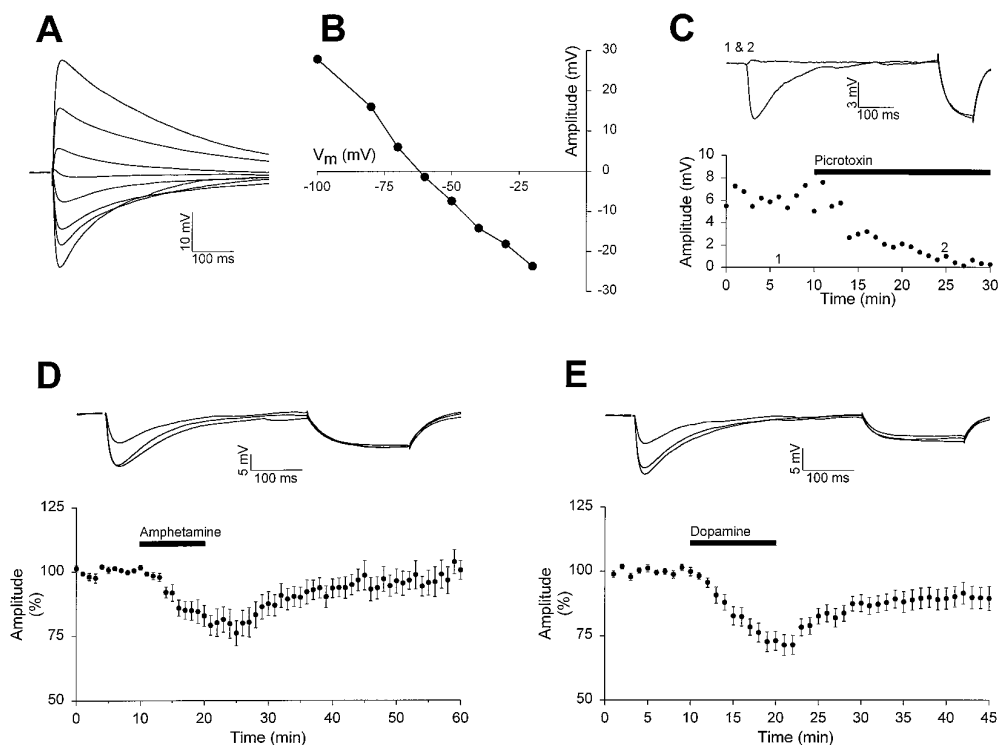 A
B
C
10 mV
100 ms
Vm (mV)
-100
-75
-50
-25
Amplitude (mV)
30
20
10
0
-10
-20
-30
1 & 2
3 mV
100 ms
Picrotoxin
Amplitude (mV)
10
8
6
4
2
0
1
2
0
5
10
15
20
25
30
Time (min)
D
5 mV
100 ms
Amphetamine
Amplitude (%)
125
100
75
50
0
10
20
30
40
50
60
Time (min)
E
5 mV
100 ms
Dopamine
Amplitude (%)
125
100
75
50
0
5
10
15
20
25
30
35
40
45
Time (min)